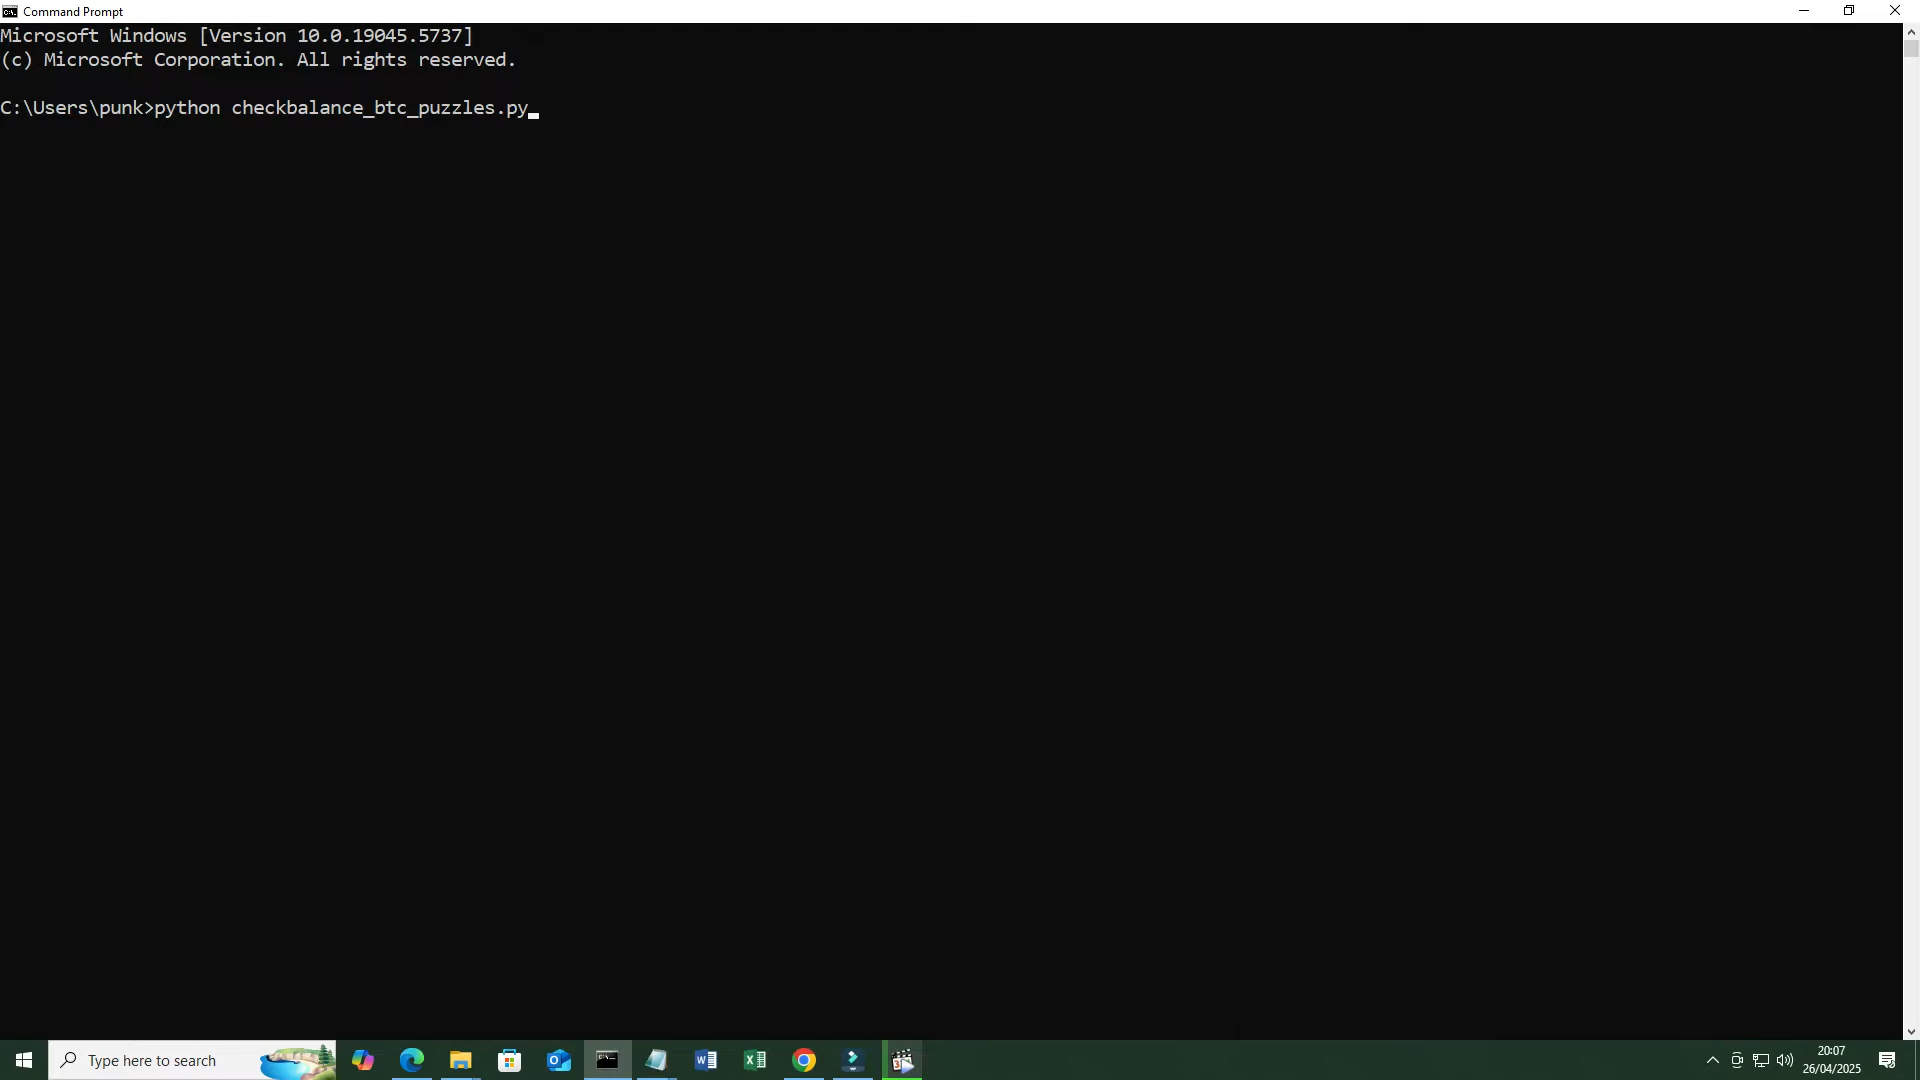 Command Prompt
Microsoft Windows [Version 10.0.19045.5737]
(c) Microsoft Corporation. All rights reserved.
C:\Users\punk>python checkbalance_btc_puzzles.py
Type here to search
20:07
26/04/2025